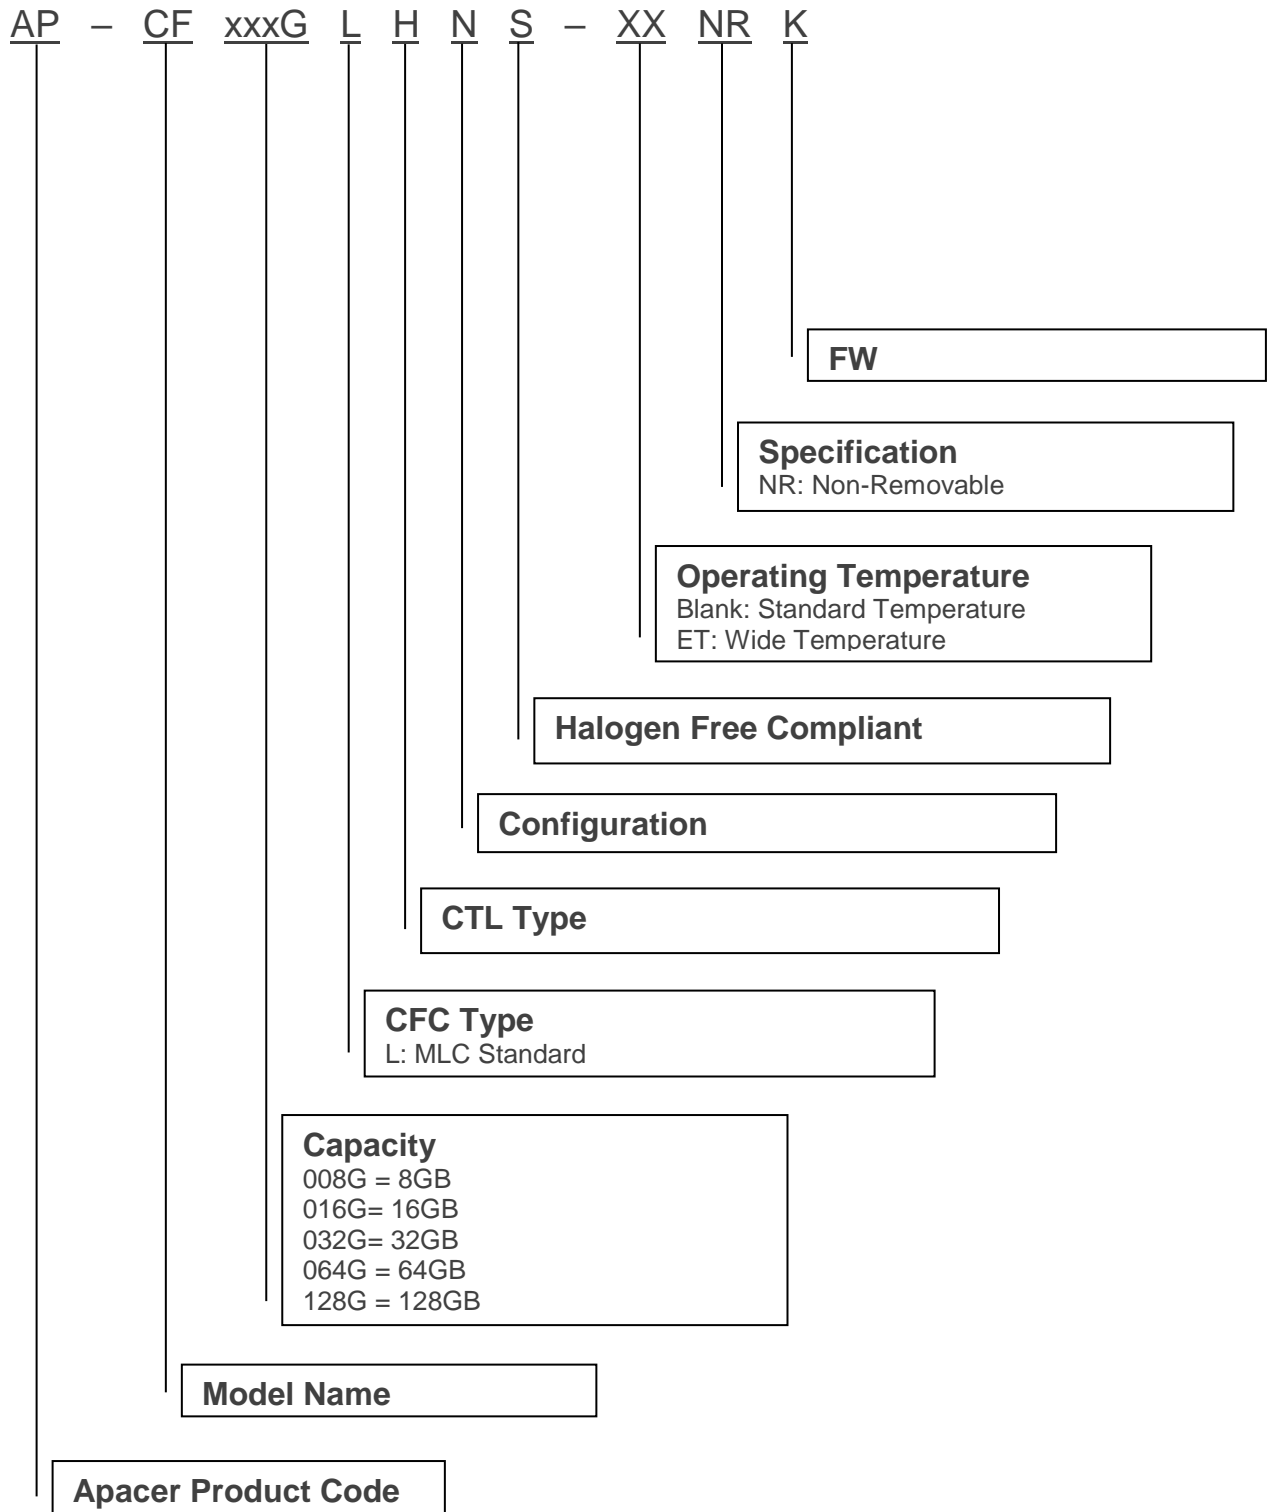 AP – CF xxxG L H N S – XX NR K
FW
Specification
NR: Non-Removable
Operating Temperature
Blank: Standard Temperature
ET: Wide Temperature
Halogen Free Compliant
Configuration
CTL Type
CFC Type
L: MLC Standard
Capacity
008G = 8GB
016G= 16GB
032G= 32GB
064G = 64GB
128G = 128GB
Model Name
Apacer Product Code